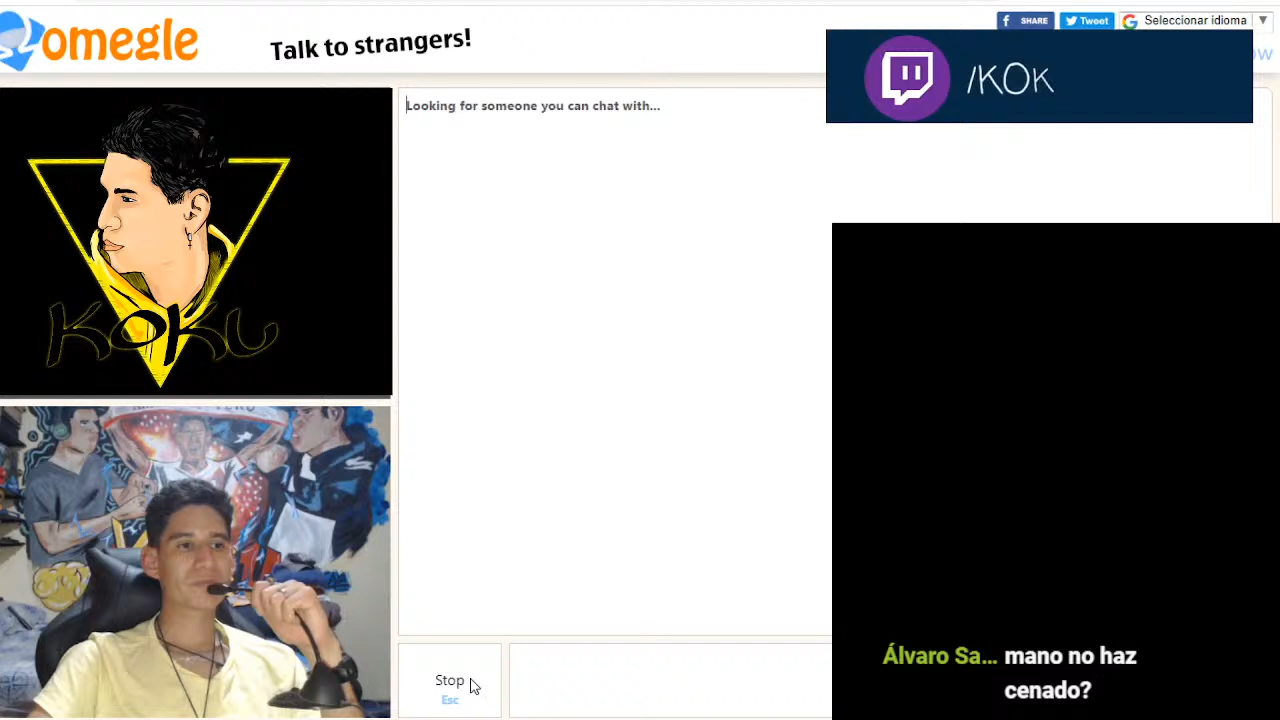 omegle
Talk to strangers!
SHARE
Tweet
Seleccionar idioma
/KOK
Looking for someone you can chat with...
KOKU
Stop
Esc
Álvaro Sa... mano no haz
cenado?